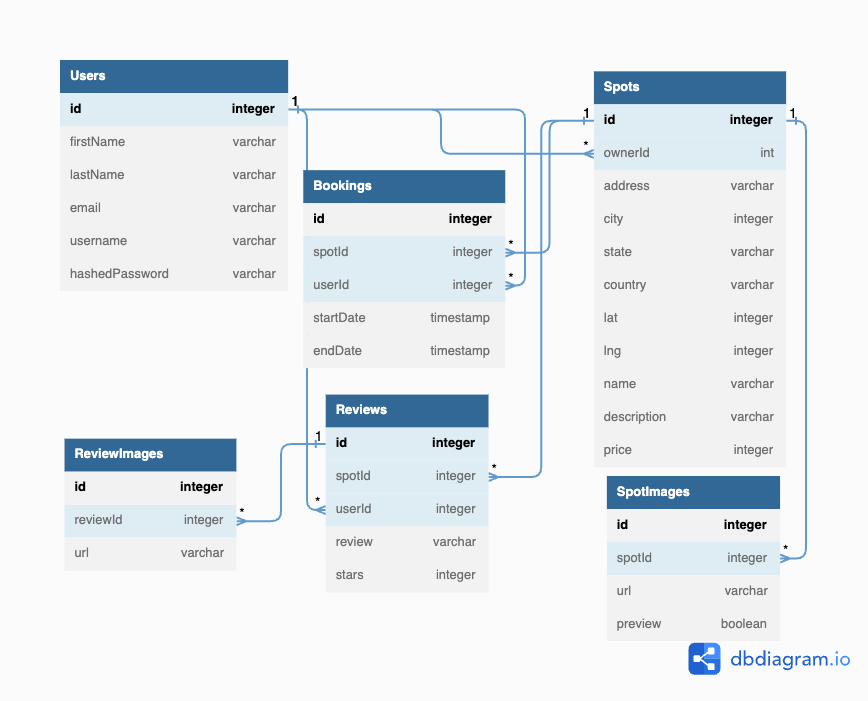 Users
id integer
firstName varchar
lastName varchar
email varchar
username varchar
hashedPassword varchar
1
Bookings
id integer
spotId integer
*
userId integer
*
startDate timestamp
endDate timestamp
Spots
1
id integer
1
*
ownerId int
address varchar
city integer
state varchar
country varchar
lat integer
lng integer
name varchar
description varchar
price integer
Reviews
1
id integer
spotId integer
*
*
userId integer
review varchar
stars integer
ReviewImages
id integer
reviewId integer
*
url varchar
SpotImages
id integer
spotId integer
*
url varchar
preview boolean
dbdiagram.io